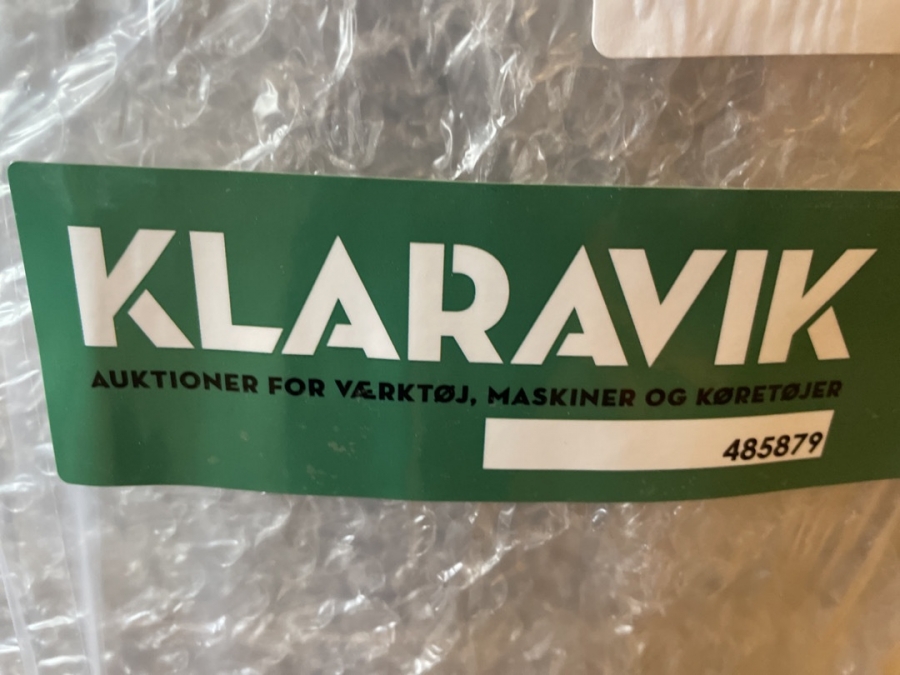 KLARAVIK
AUKTIONER FOR VÆRKTØJ, MASKINER OG KØRETØJER
485879